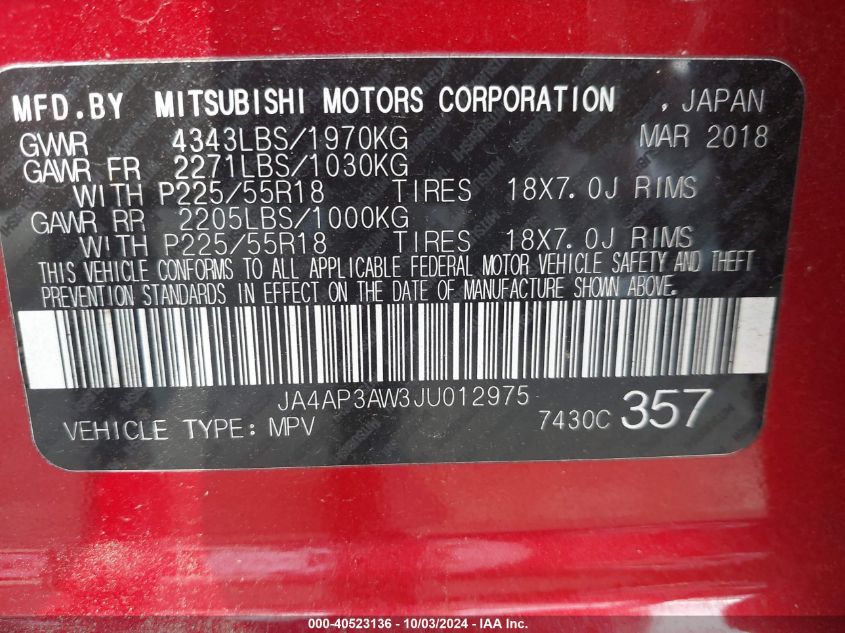 MFD.BY MITSUBISHI MOTORS CORPORATION , JAPAN
GVWR 4343LBS/1970KG MAR 2018
GAWR FR 2271LBS/1030KG
WITH P225/55R18 TIRES 18X7.0J RIMS
GAWR RR 2205LBS/1000KG
WITH P225/55R18 TIRES 18X7.0J RIMS
THIS VEHICLE CONFORMS TO ALL APPLICABLE FEDERAL MOTOR VEHICLE SAFETY AND THEFT
PREVENTION STANDARDS IN EFFECT ON THE DATE OF MANUFACTURE SHOWN ABOVE.
JA4AP3AW3JU012975
VEHICLE TYPE: MPV 7430C 357
000-40523136 - 10/03/2024 - IAA Inc.